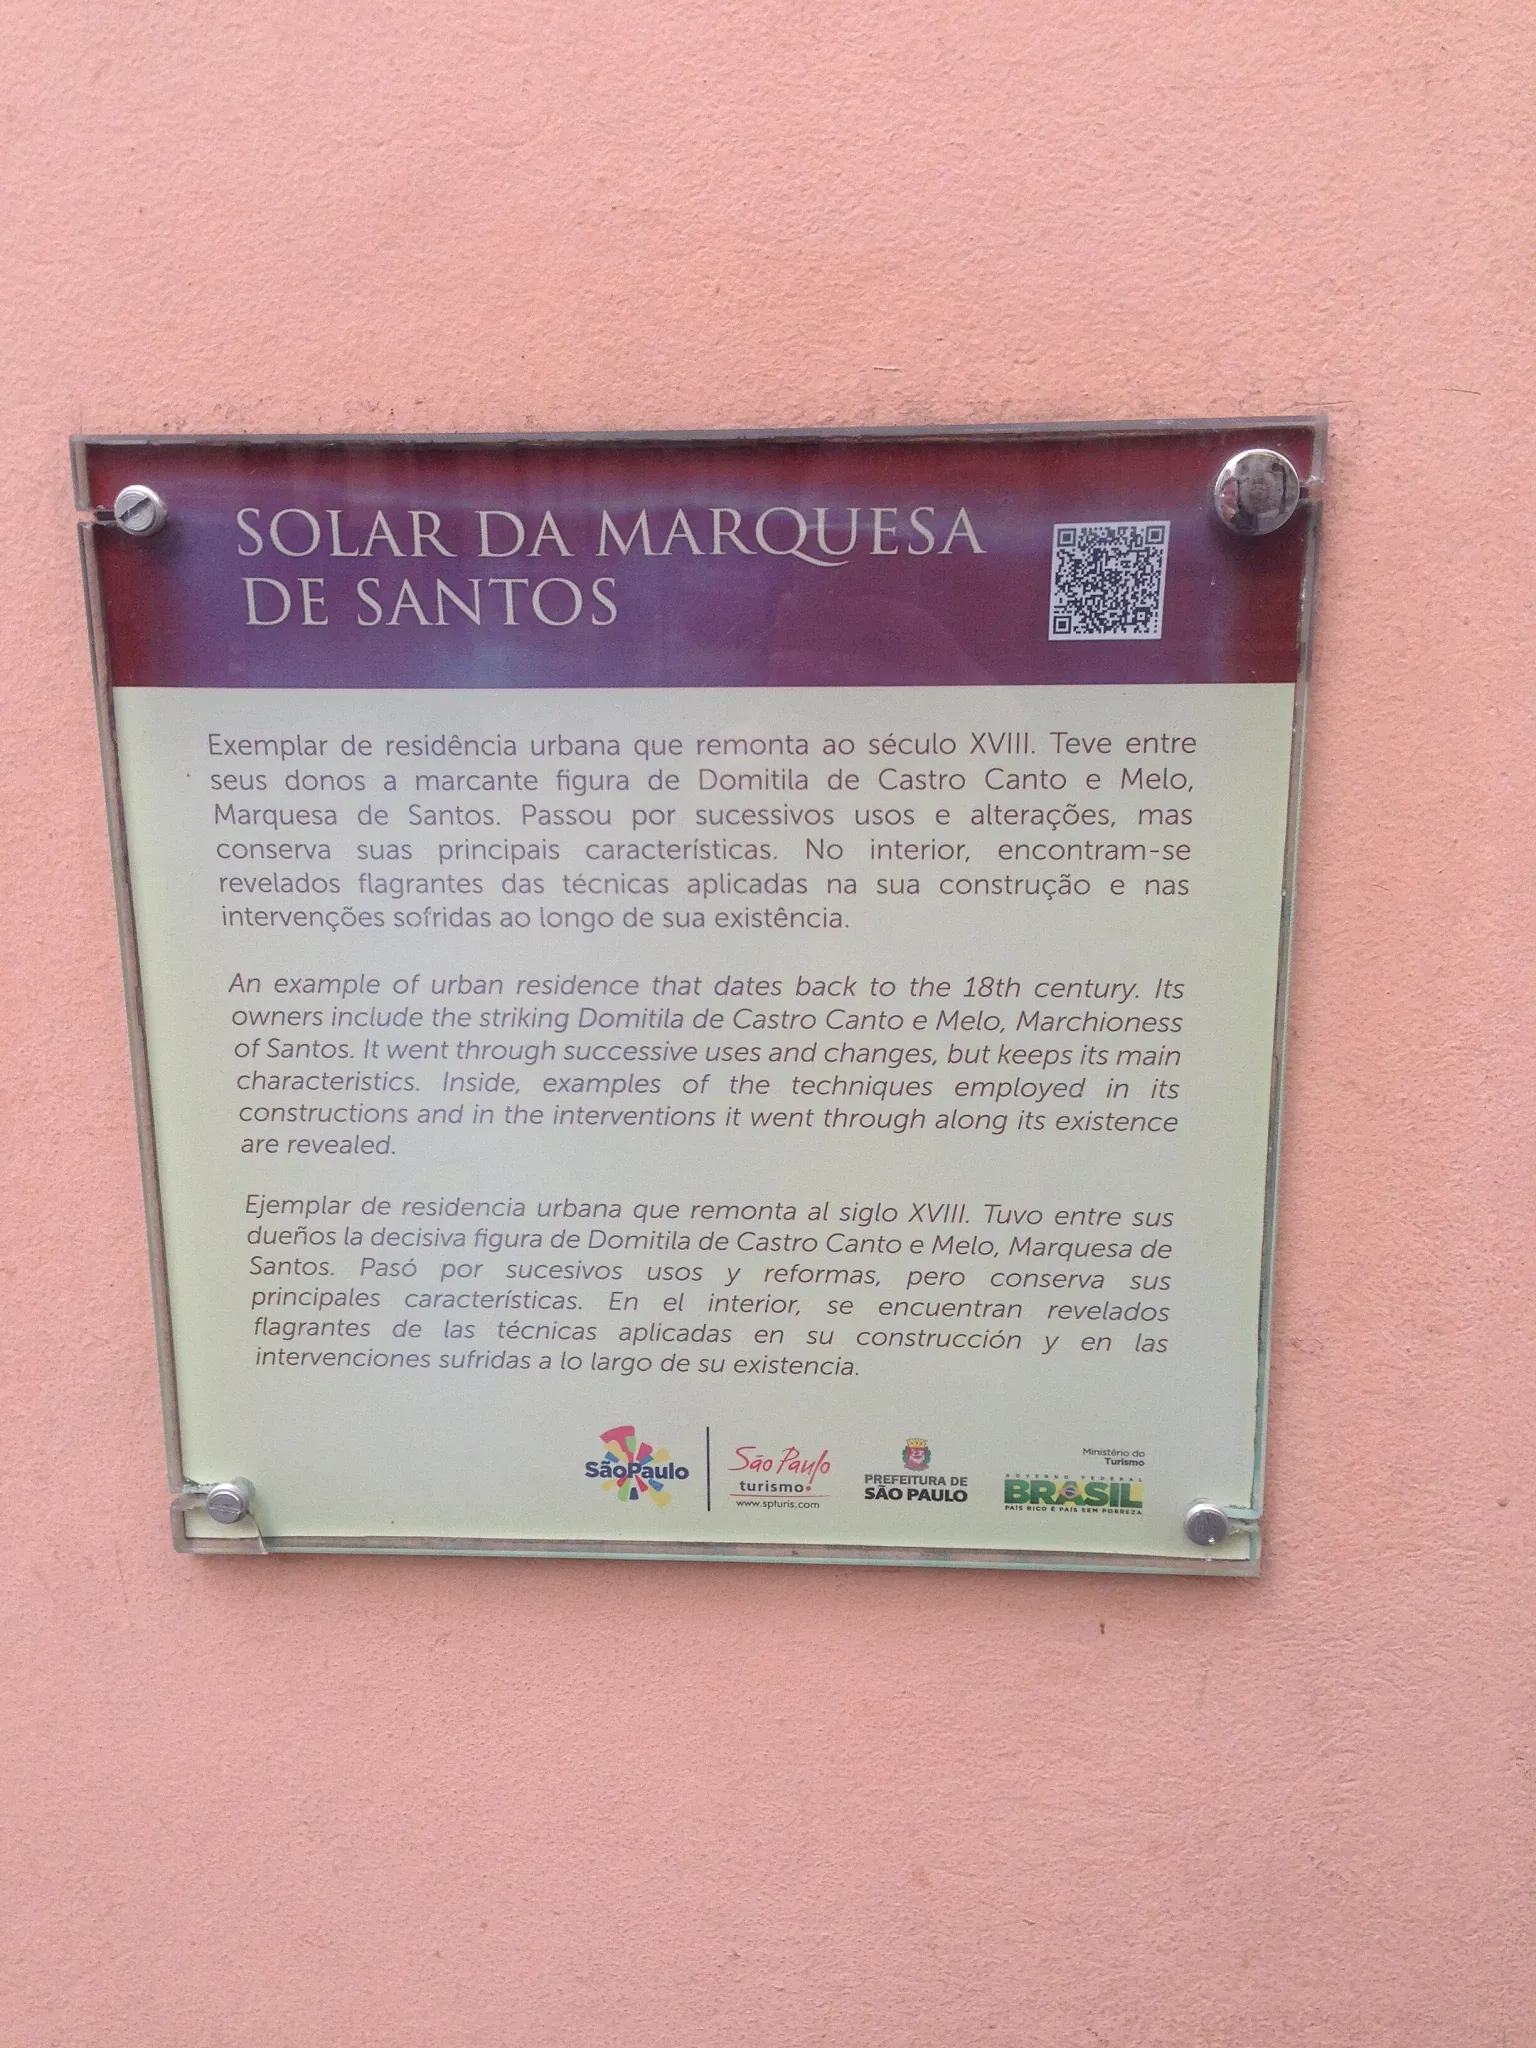 SOLAR DA MARQUESA
DE SANTOS
Exemplar de residência urbana que remonta ao século XVIII. Teve entre
seus donos a marcante figura de Domitila de Castro Canto e Melo,
Marquesa de Santos. Passou por sucessivos usos e alterações, mas
conserva suas principais características. No interior, encontram-se
revelados flagrantes das técnicas aplicadas na sua construção e nas
intervenções sofridas ao longo de sua existência.
An example of urban residence that dates back to the 18th century. Its
owners include the striking Domitila de Castro Canto e Melo, Marchioness
of Santos. It went through successive uses and changes, but keeps its main
characteristics. Inside, examples of the techniques employed in its
constructions and in the interventions it went through along its existence
are revealed.
Ejemplar de residencia urbana que remonta al siglo XVIII. Tuvo entre sus
dueños la decisiva figura de Domitila de Castro Canto e Melo, Marquesa de
Santos. Pasó por sucesivos usos y reformas, pero conserva sus
principales características. En el interior, se encuentran revelados
flagrantes de las técnicas aplicadas en su construcción y en las
intervenciones sufridas a lo largo de su existencia.
SãoPaulo
São Paulo
turismo
www.spturis.com
PREFEITURA DE
SÃO PAULO
Ministério do
Turismo
GOVERNO FEDERAL
BRASIL
PAÍS RICO É PAÍS SEM POBREZA